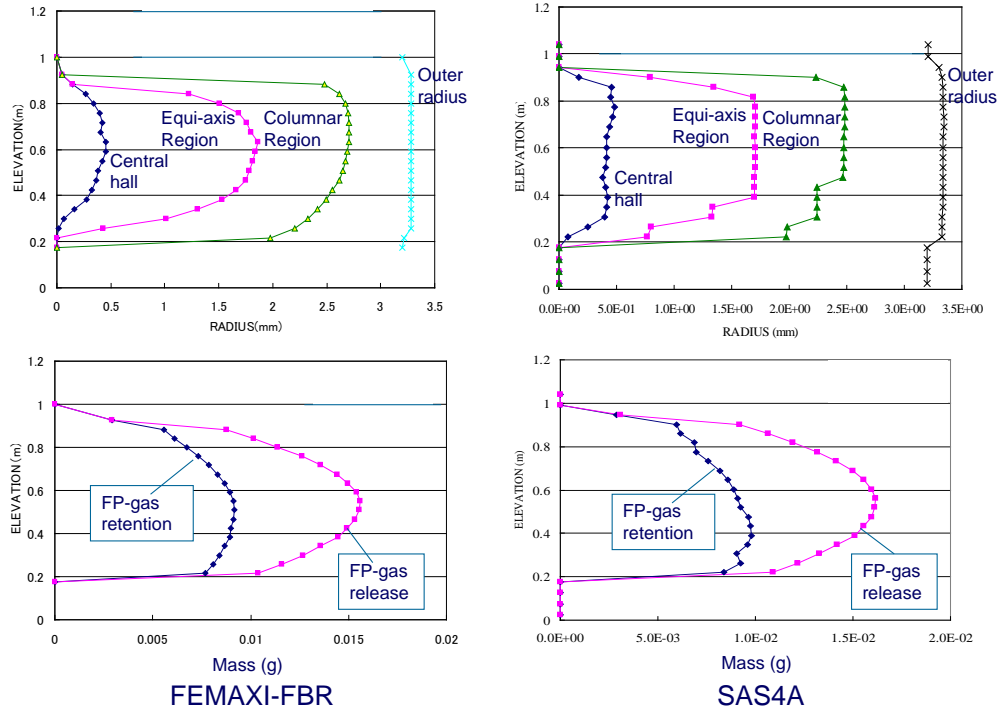 1.2
1
0.8
0.6
0.4
0.2
0
ELEVATION(m)
Outer
radius
Equi-axis
Region
Columnar
Region
Central
hall
0 0.5 1 1.5 2 2.5 3 3.5
RADIUS(mm)
1.2
1
0.8
0.6
0.4
0.2
0
ELEVATION (m)
Outer
radius
Equi-axis
Region
Columnar
Region
Central
hall
0.0E+00 5.0E-01 1.0E+00 1.5E+00 2.0E+00 2.5E+00 3.0E+00 3.5E+00
RADIUS (mm)
1.2
1
0.8
0.6
0.4
0.2
0
ELEVATION(m)
FP-gas
retention
FP-gas
release
0 0.005 0.01 0.015 0.02
Mass (g)
FEMAXI-FBR
1.2
1
0.8
0.6
0.4
0.2
0
ELEVATION (m)
FP-gas
retention
FP-gas
release
0.0E+00 5.0E-03 1.0E-02 1.5E-02 2.0E-02
Mass (g)
SAS4A